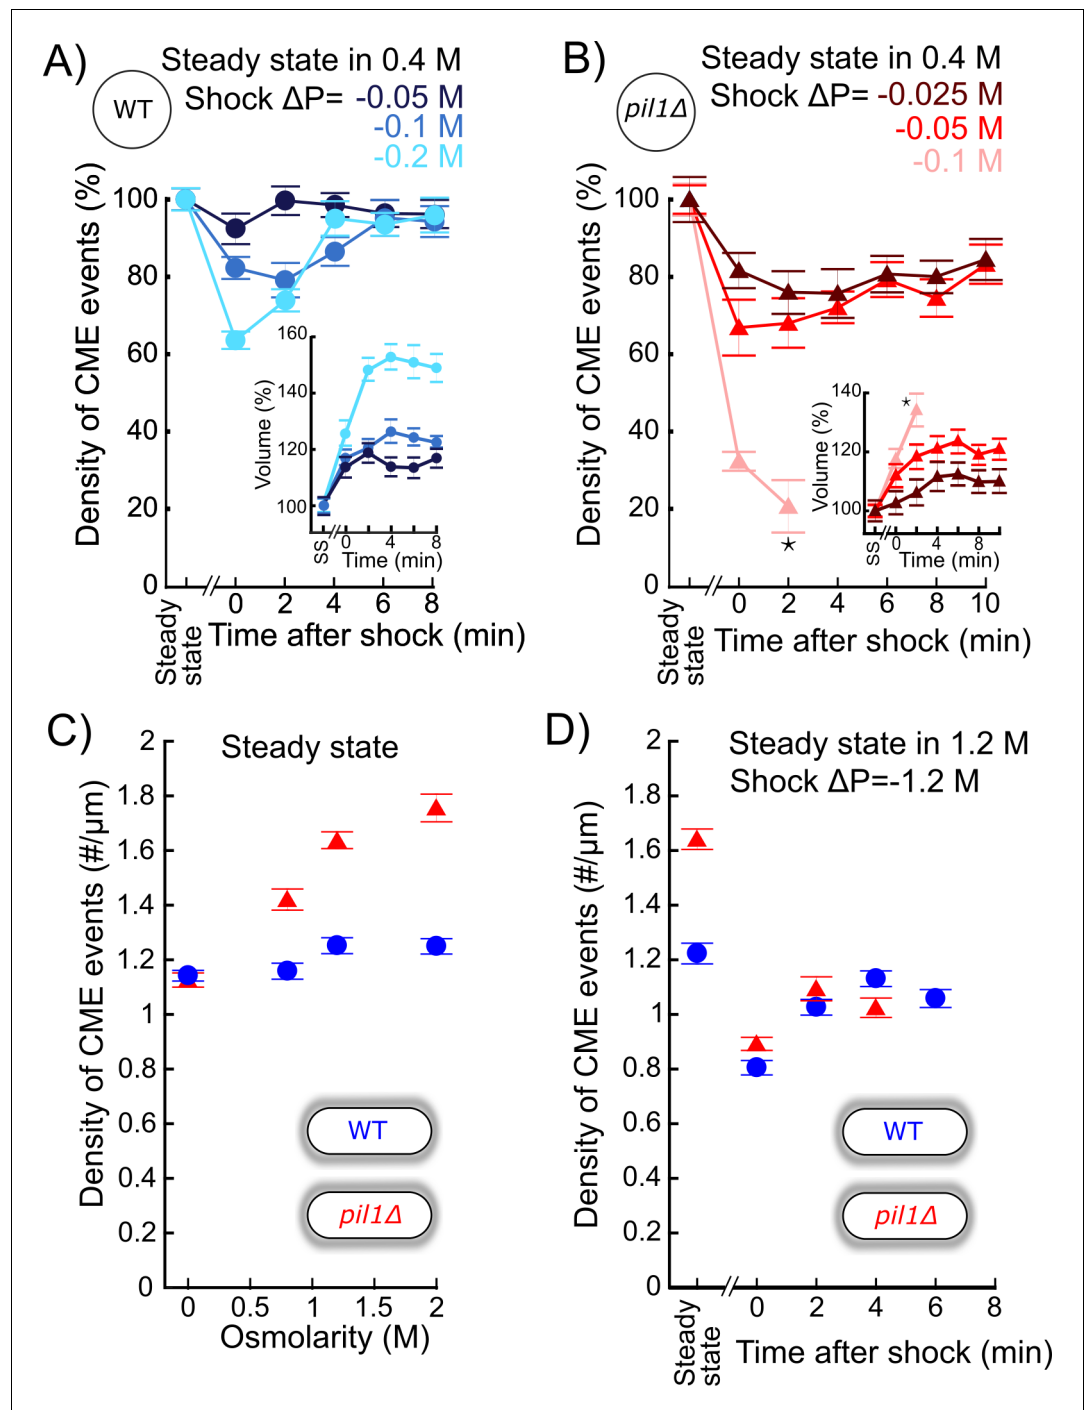 A)
WT
Steady state in 0.4 M
Shock ΔP= -0.05 M
-0.1 M
-0.2 M
Density of CME events (%)
100
80
60
40
20
0
Steady
state
0 2 4 6 8
Time after shock (min)
Volume (%)
160
140
120
100
SS
0 4 8
Time (min)
B)
pil1Δ
Steady state in 0.4 M
Shock ΔP= -0.025 M
-0.05 M
-0.1 M
Density of CME events (%)
100
80
60
40
20
0
*
Steady
state
0 2 4 6 8 10
Time after shock (min)
Volume (%)
140
120
100
*
SS
0 4 8
Time (min)
C)
Steady state
Density of CME events (#/μm)
2
1.8
1.6
1.4
1.2
1
0.8
0.6
0.4
0.2
0
WT
pil1Δ
0 0.5 1 1.5 2
Osmolarity (M)
D)
Steady state in 1.2 M
Shock ΔP=-1.2 M
Density of CME events (#/μm)
2
1.8
1.6
1.4
1.2
1
0.8
0.6
0.4
0.2
0
WT
pil1Δ
Steady
state
0 2 4 6 8
Time after shock (min)